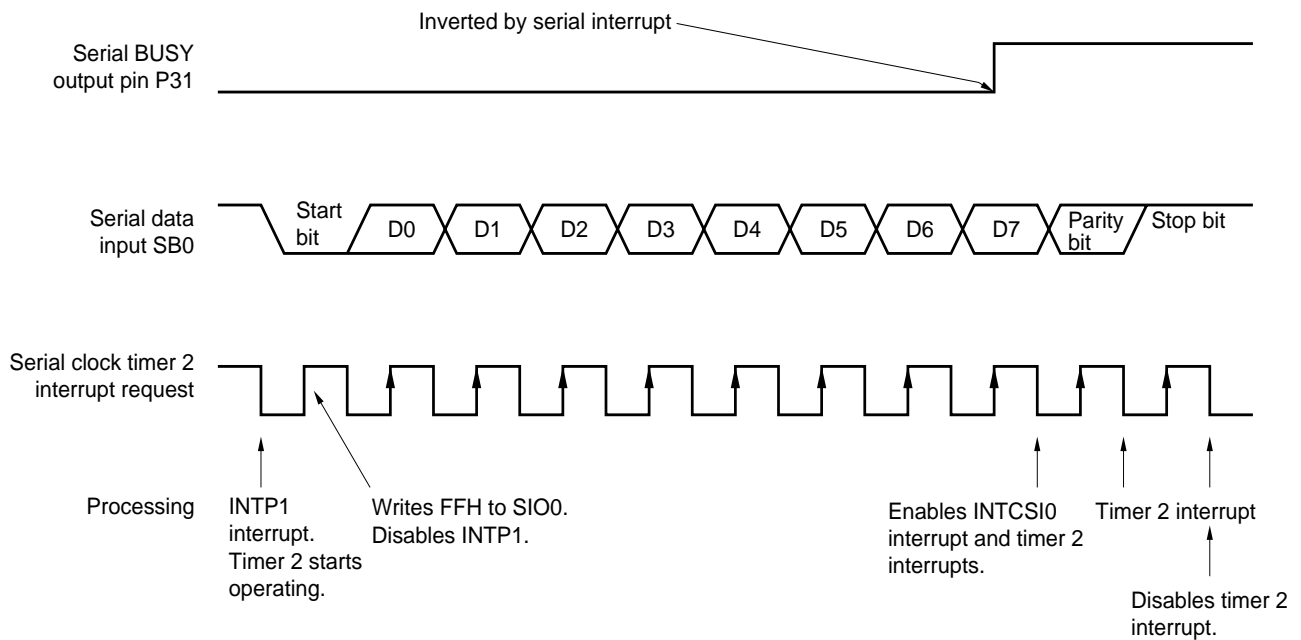 Inverted by serial interrupt
Serial BUSY
output pin P31
Serial data
input SB0
Start
bit
D0
D1
D2
D3
D4
D5
D6
D7
Parity
bit
Stop bit
Serial clock timer 2
interrupt request
Processing
INTP1
interrupt.
Timer 2 starts
operating.
Writes FFH to SIO0.
Disables INTP1.
Enables INTCSI0
interrupt and timer 2
interrupts.
Timer 2 interrupt
Disables timer 2
interrupt.